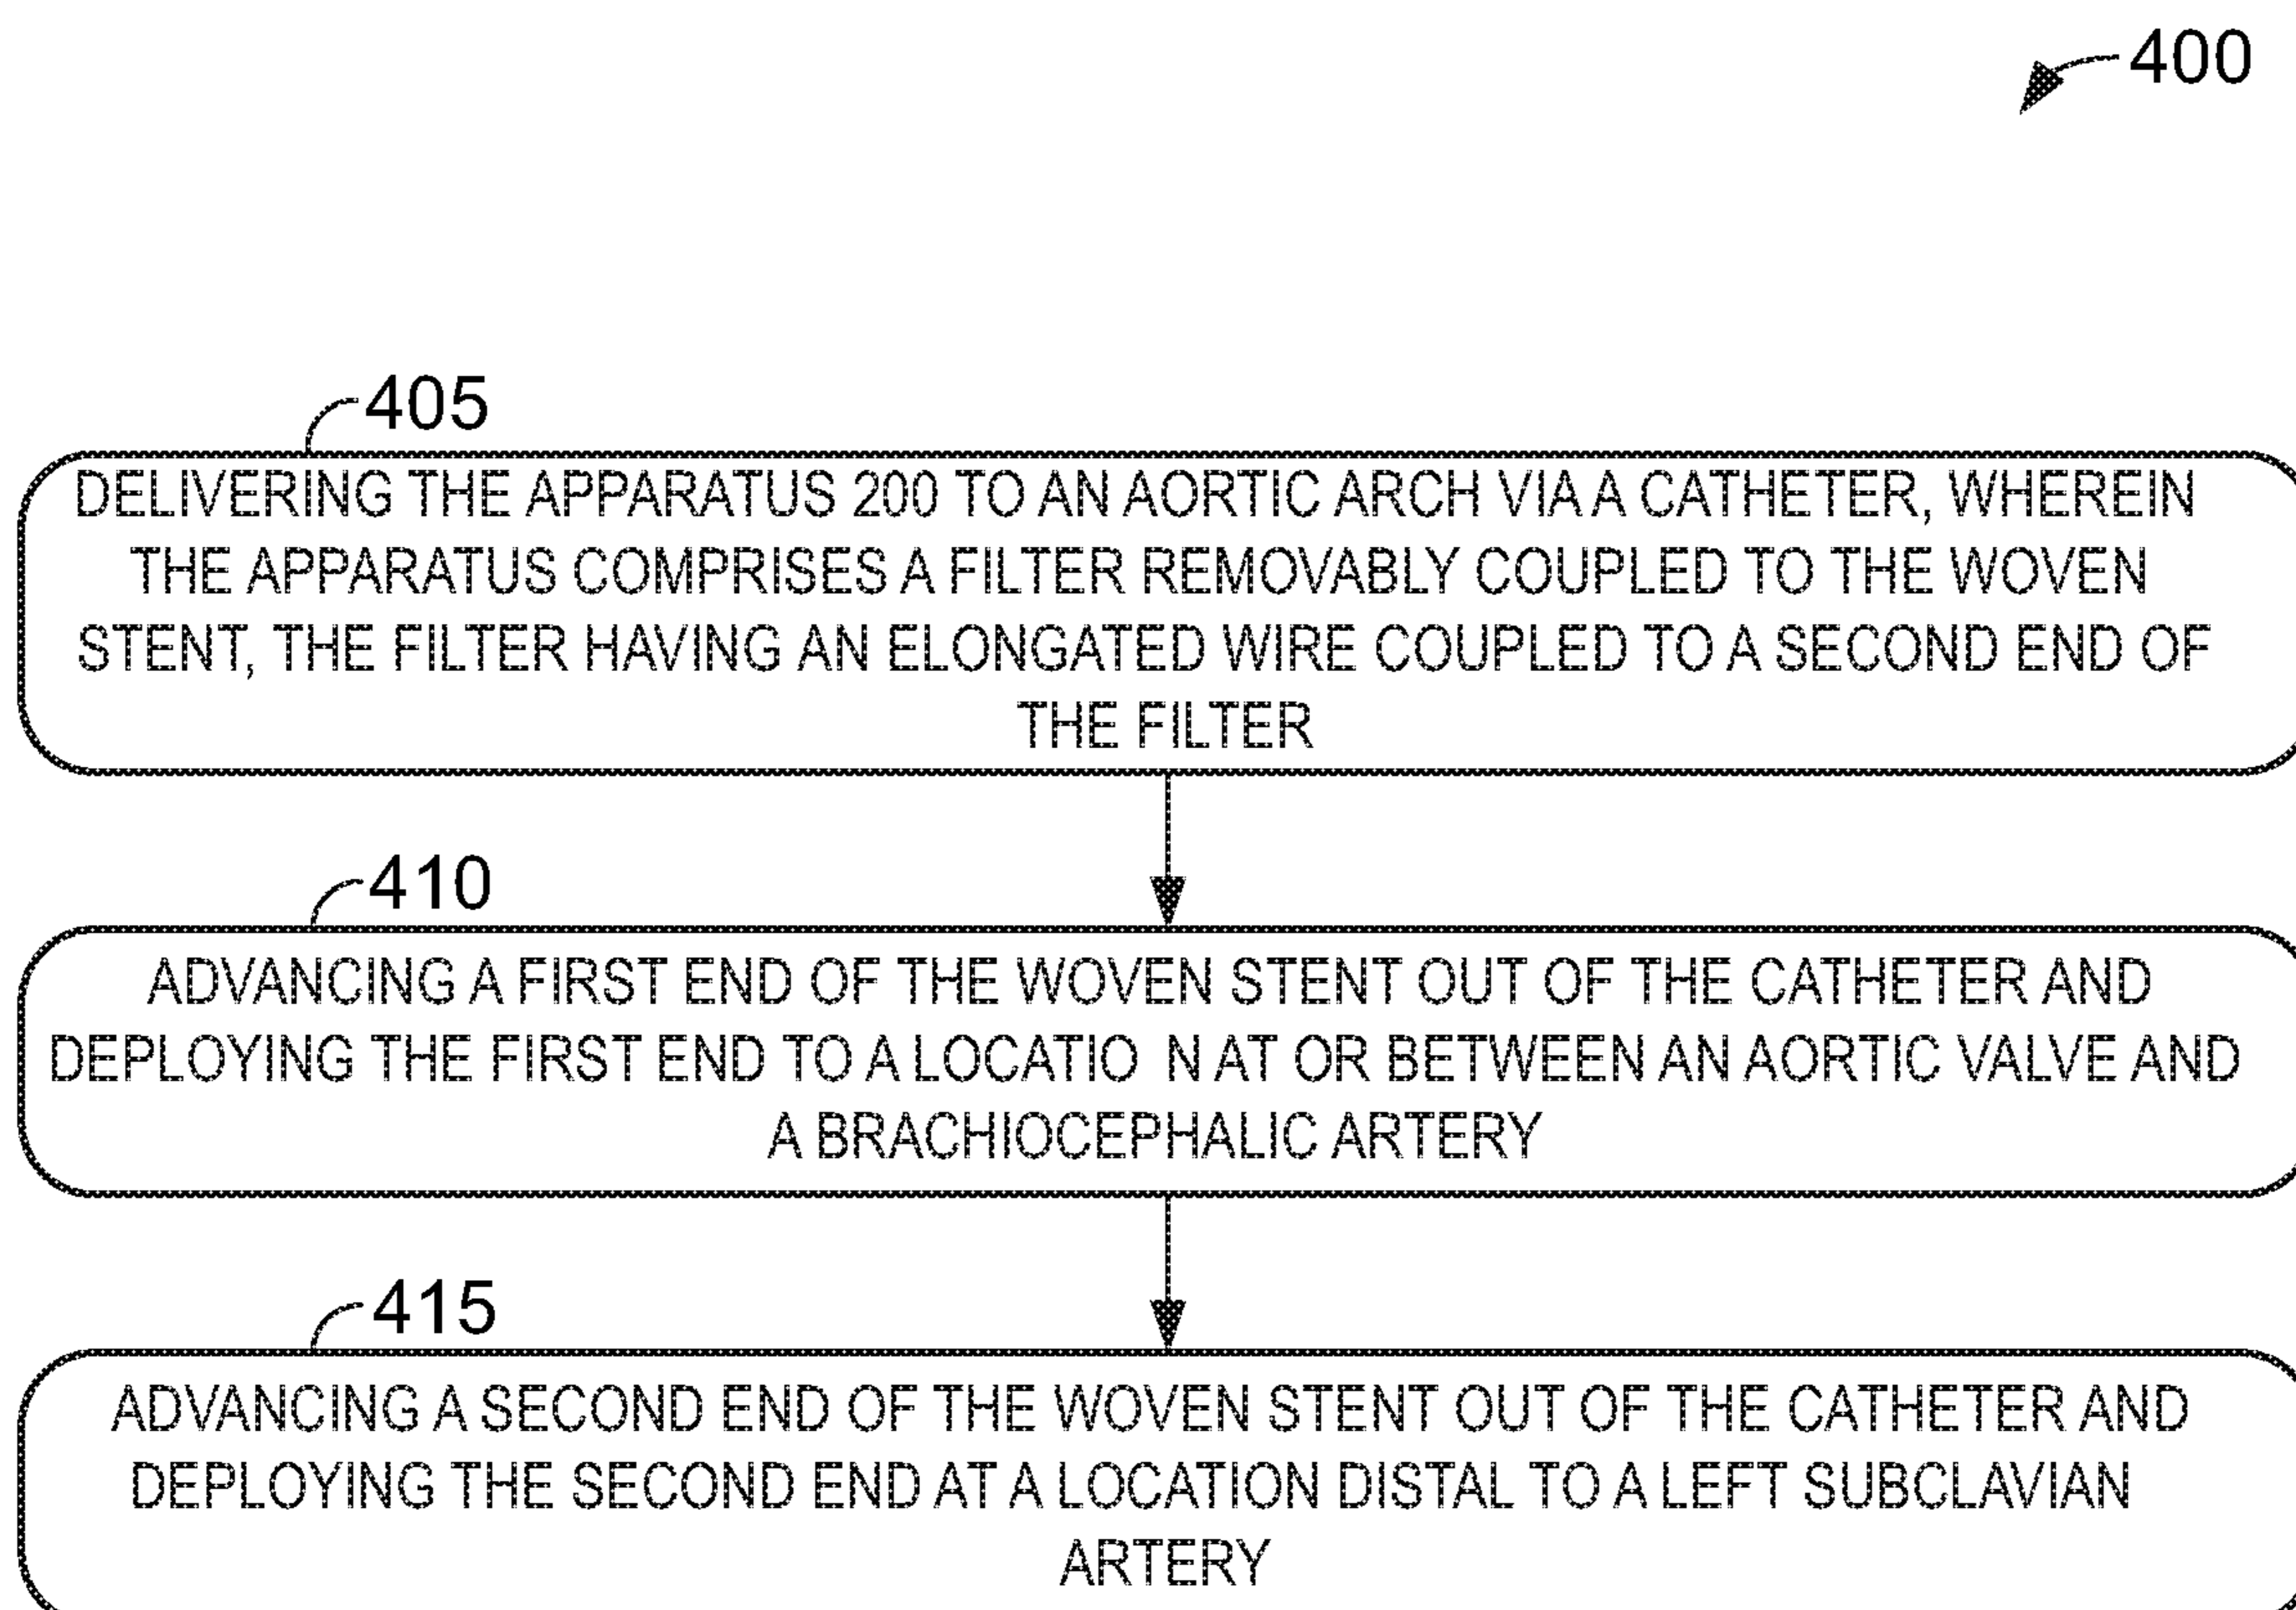 400
405
DELIVERING THE APPARATUS 200 TO AN AORTIC ARCH VIA A CATHETER, WHEREIN
THE APPARATUS COMPRISES A FILTER REMOVABLY COUPLED TO THE WOVEN
STENT, THE FILTER HAVING AN ELONGATED WIRE COUPLED TO A SECOND END OF
THE FILTER
410
ADVANCING A FIRST END OF THE WOVEN STENT OUT OF THE CATHETER AND
DEPLOYING THE FIRST END TO A LOCATIO N AT OR BETWEEN AN AORTIC VALVE AND
A BRACHIOCEPHALIC ARTERY
415
ADVANCING A SECOND END OF THE WOVEN STENT OUT OF THE CATHETER AND
DEPLOYING THE SECOND END AT A LOCATION DISTAL TO A LEFT SUBCLAVIAN
ARTERY